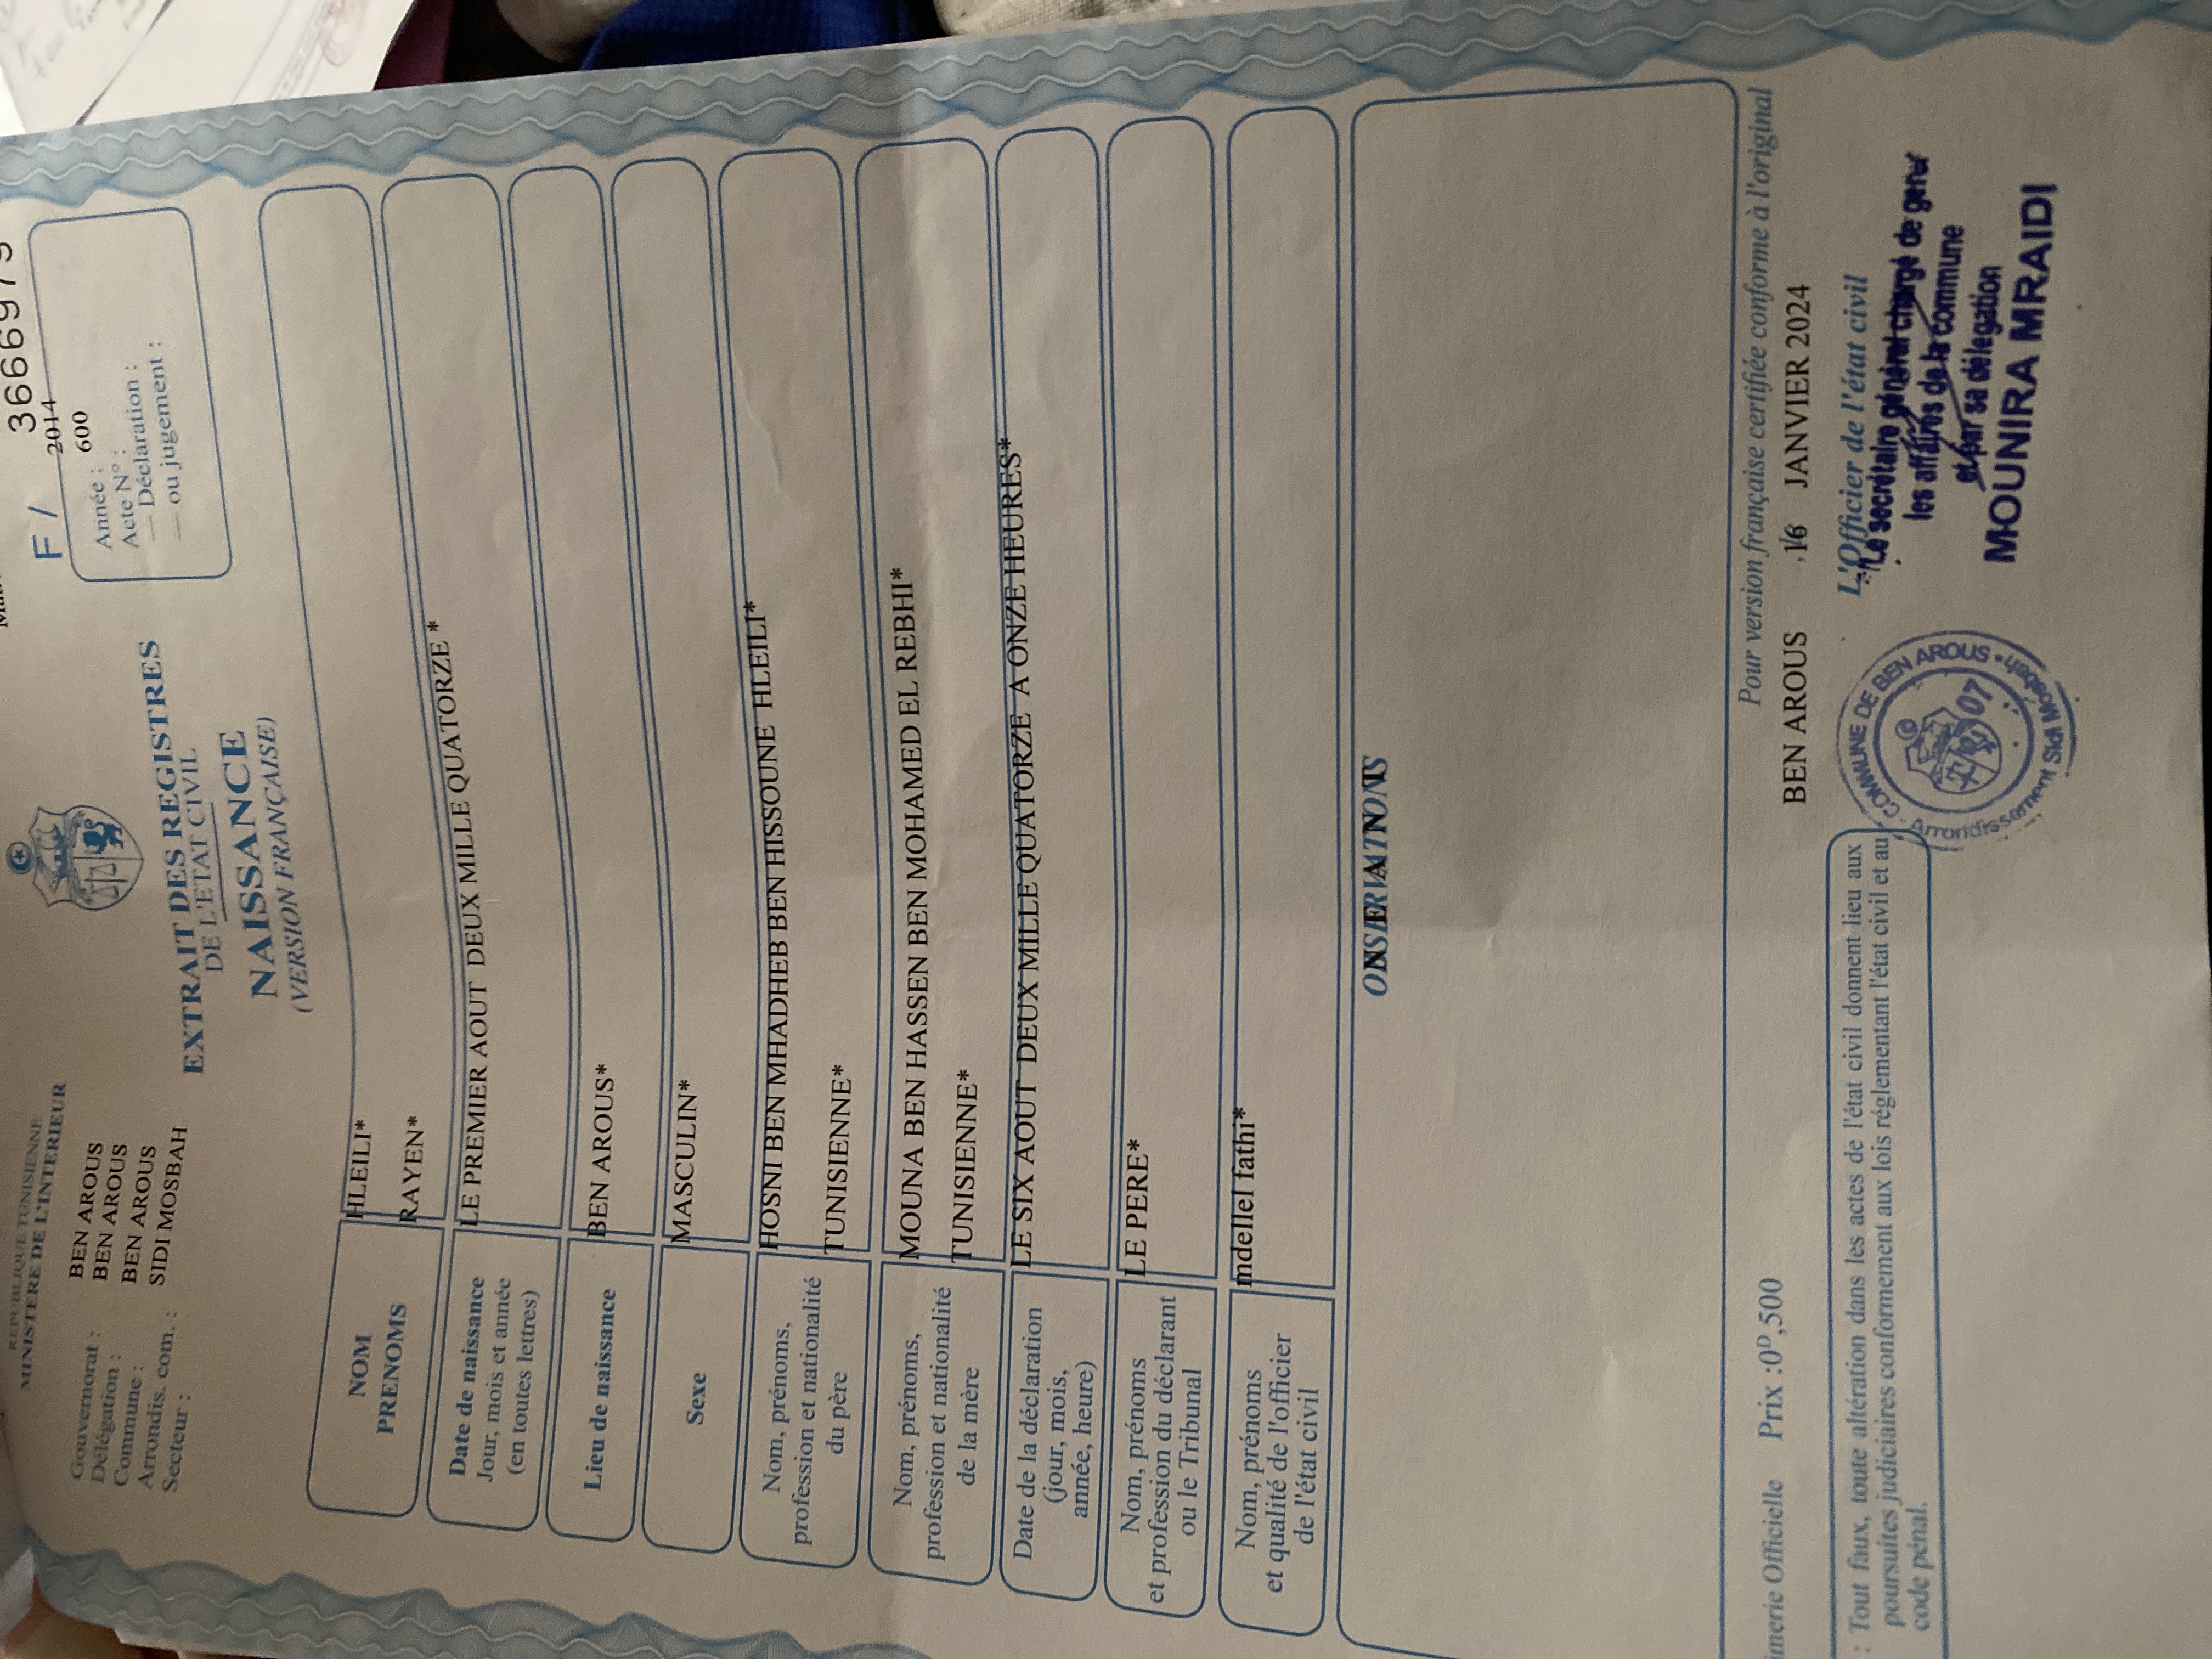 REPUBLIQUE TUNISIENNE
MINISTERE DE L'INTERIEUR
Gouvernorat : BEN AROUS
Délégation : BEN AROUS
Commune : BEN AROUS
Arrondis. com. : SIDI MOSBAH
Secteur :
EXTRAIT DES REGISTRES
DE L'ETAT CIVIL
NAISSANCE
(VERSION FRANÇAISE)
F /
Année : 2014
Acte N° : 600
— Déclaration :
— ou jugement :
NOM HLEILI*
PRENOMS RAYEN*
Date de naissance
Jour, mois et année
(en toutes lettres)
LE PREMIER AOUT DEUX MILLE QUATORZE *
Lieu de naissance BEN AROUS*
Sexe MASCULIN*
Nom, prénoms,
profession et nationalité
du père
HOSNI BEN MHADHEB BEN HISSOUNE HLEILI*
TUNISIENNE*
Nom, prénoms,
profession et nationalité
de la mère
MOUNA BEN HASSEN BEN MOHAMED EL REBHI*
TUNISIENNE*
Date de la déclaration
(jour, mois,
année, heure)
LE SIX AOUT DEUX MILLE QUATORZE A ONZE HEURES*
Nom, prénoms
et profession du déclarant
ou le Tribunal
LE PERE*
Nom, prénoms
et qualité de l'officier
de l'état civil
mdellel fathi*
OBSERVATIONS
Officielle Prix :0ᴰ,500
Pour version française certifiée conforme à l'original
BEN AROUS ,16 JANVIER 2024
L'Officier de l'état civil
Le secrétaire général chargé de gerer
les affaires de la commune
et par sa délégation
MOUNIRA MRAIDI
COMMUNE DE BEN AROUS
Arrondissement Sidi Mosbah
07
: Tout faux, toute altération dans les actes de l'état civil donnent lieu aux
poursuites judiciaires conformément aux lois réglementant l'état civil et au
code pénal.